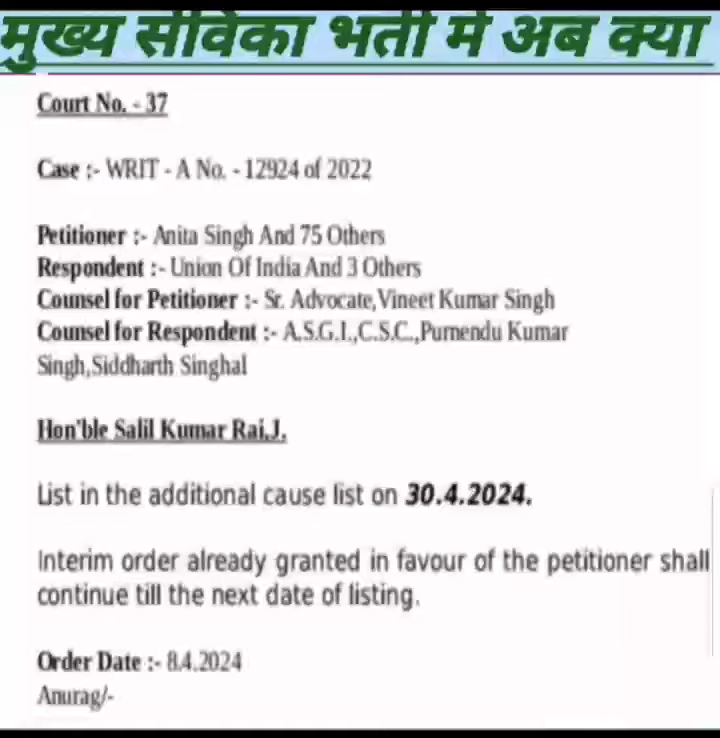 मुख्य सेविका भर्ती में अब क्या
Court No. - 37
Case :- WRIT - A No. - 12924 of 2022
Petitioner :- Anita Singh And 75 Others
Respondent :- Union Of India And 3 Others
Counsel for Petitioner :- Sr. Advocate,Vineet Kumar Singh
Counsel for Respondent :- A.S.G.I.,C.S.C.,Purnendu Kumar
Singh,Siddharth Singhal
Hon'ble Salil Kumar Rai,J.
List in the additional cause list on 30.4.2024.
Interim order already granted in favour of the petitioner shall
continue till the next date of listing.
Order Date :- 8.4.2024
Anurag/-